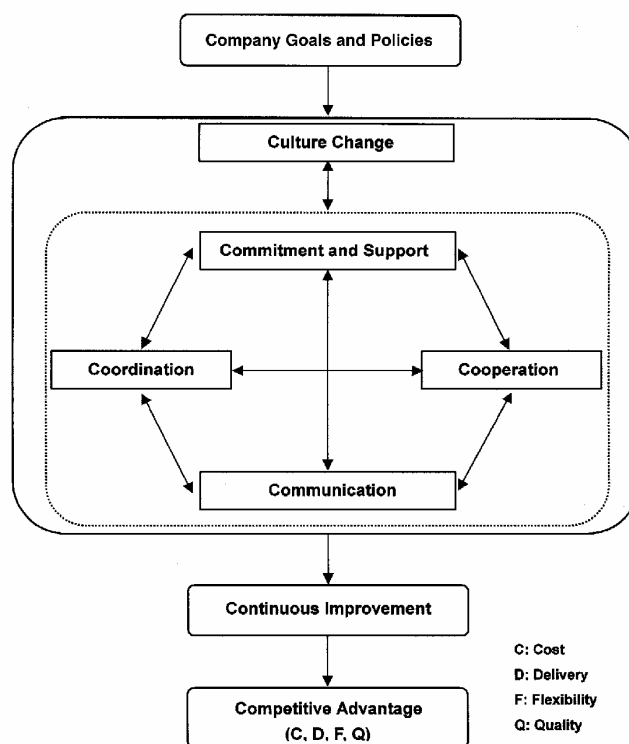 Company Goals and Policies
Culture Change
Commitment and Support
Coordination
Cooperation
Communication
Continuous Improvement
Competitive Advantage
(C, D, F, Q)
C: Cost
D: Delivery
F: Flexibility
Q: Quality